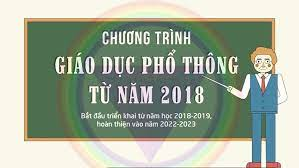 CHƯƠNG TRÌNH
GIÁO DỤC PHỔ THÔNG
TỪ NĂM 2018
Bắt đầu triển khai từ năm học 2018-2019,
hoàn thiện vào năm 2022-2023